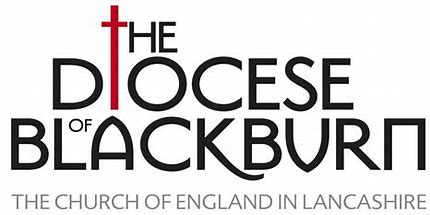 THE
DIOCESE
OF BLACKBURN
THE CHURCH OF ENGLAND IN LANCASHIRE